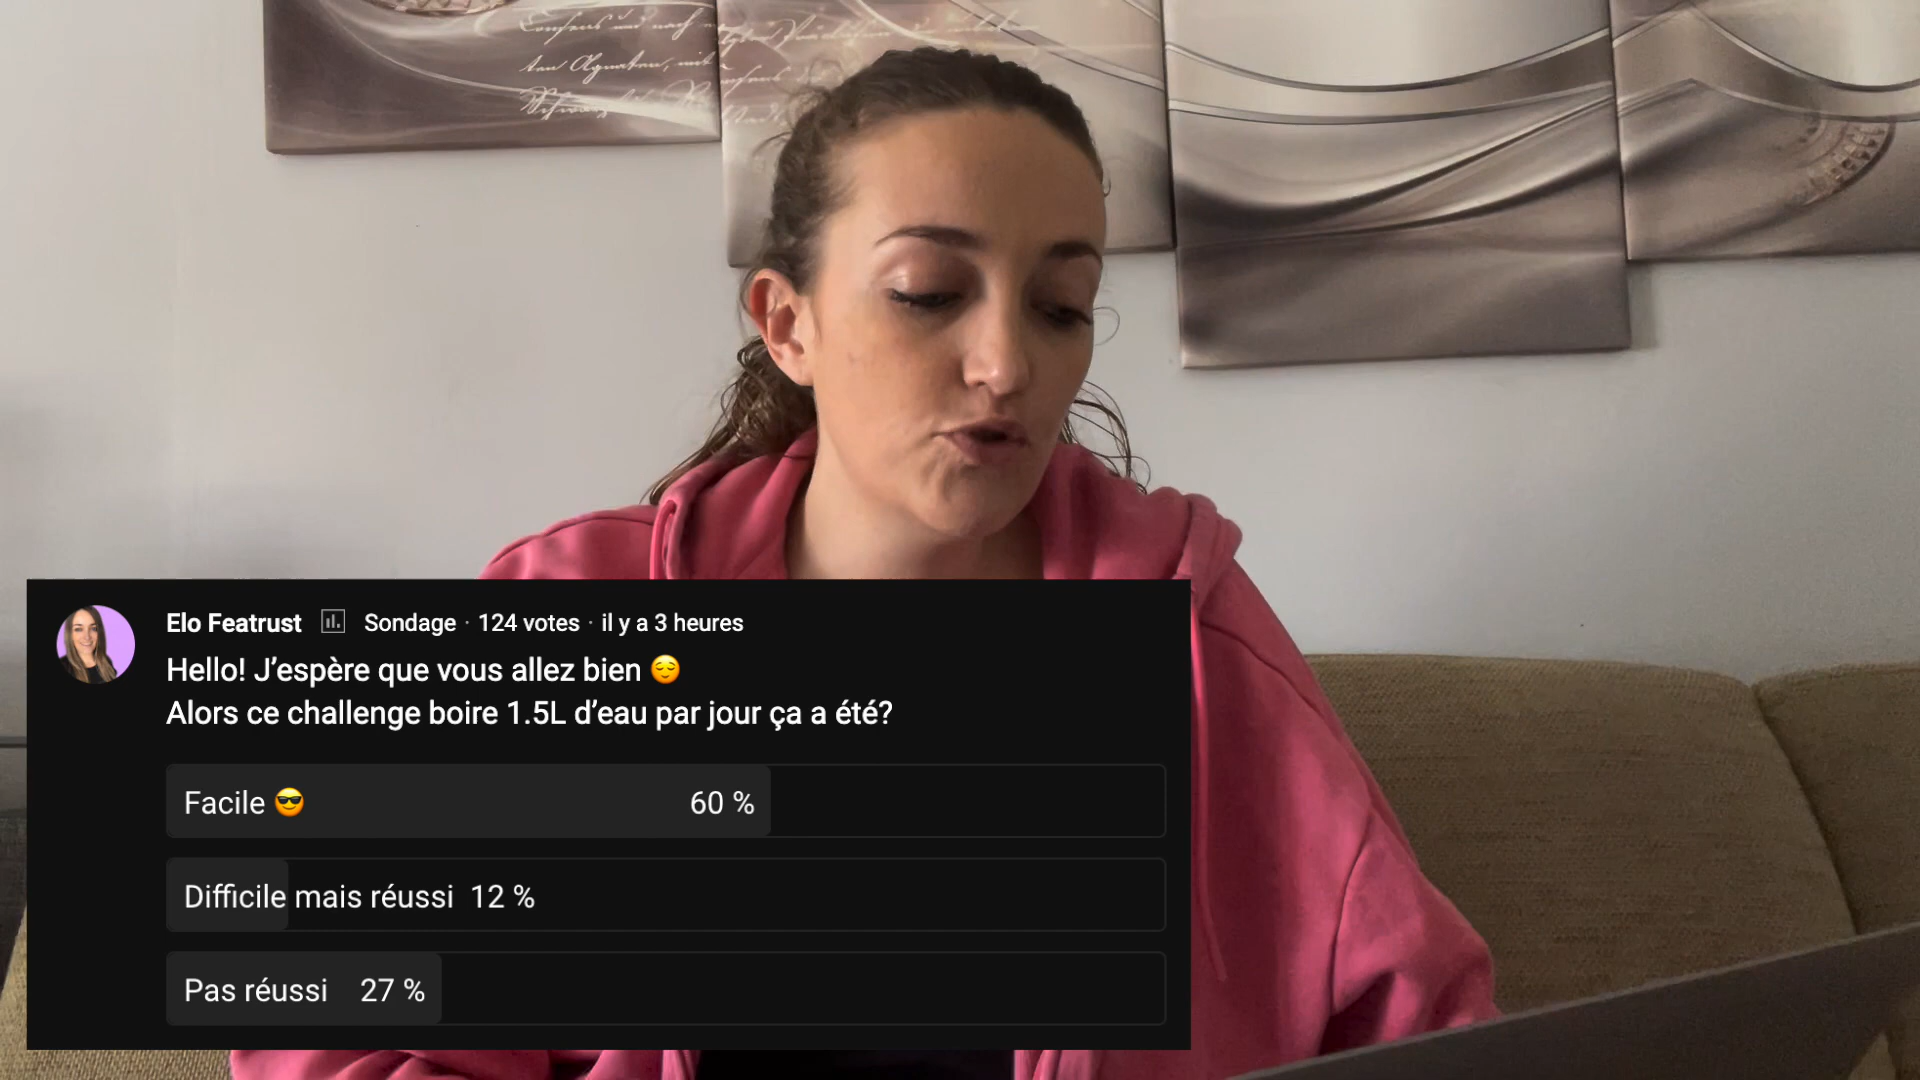 Elo Featrust Sondage · 124 votes · il y a 3 heures
Hello! J’espère que vous allez bien 😌
Alors ce challenge boire 1.5L d’eau par jour ça a été?
Facile 😎 60 %
Difficile mais réussi 12 %
Pas réussi 27 %